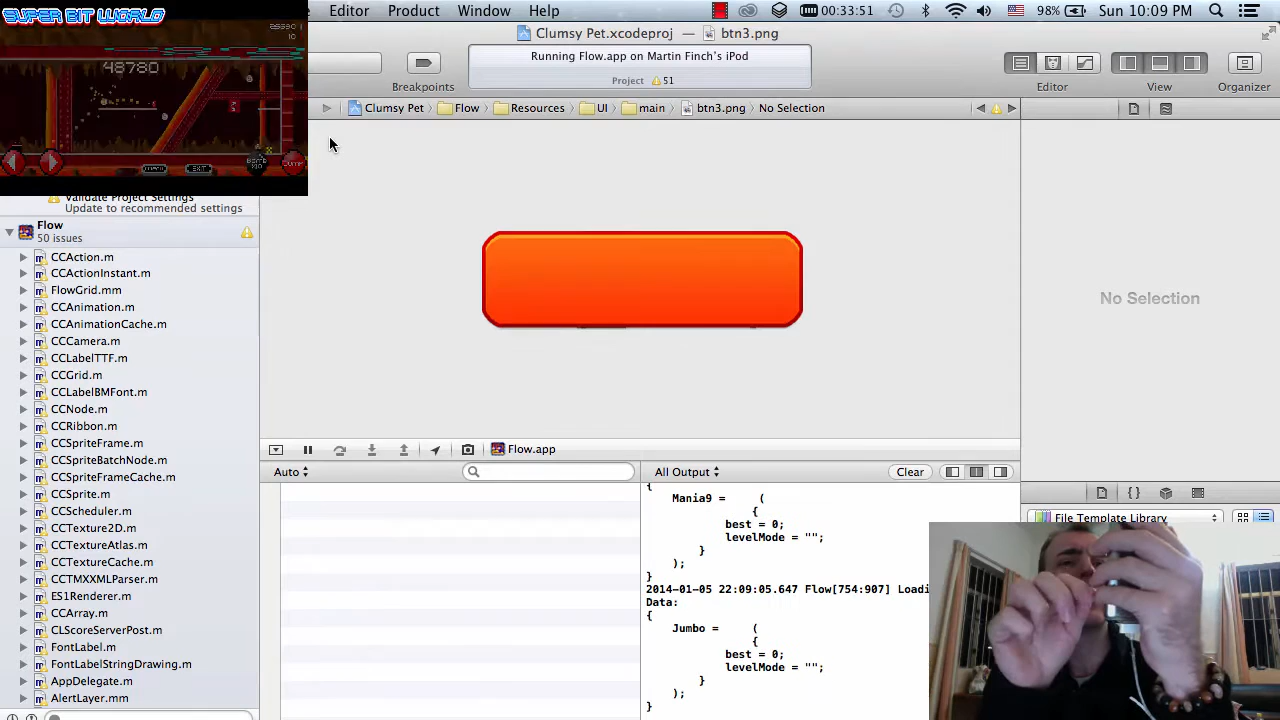 SUPER BIT WORLD
Editor Product Window Help 00:33:51 98% Sun 10:09 PM
Clumsy Pet.xcodeproj — btn3.png
Running Flow.app on Martin Finch's iPod
Project 51
Breakpoints Editor View Organizer
Clumsy Pet Flow Resources UI main btn3.png No Selection
48780
JUMP
EXIT
Validate Project Settings
Update to recommended settings
Flow
50 issues
CCAction.m
CCActionInstant.m
FlowGrid.mm
CCAnimation.m
CCAnimationCache.m
CCCamera.m
CCLabelTTF.m
CCGrid.m
CCLabelBMFont.m
CCNode.m
CCRibbon.m
CCSpriteFrame.m
CCSpriteBatchNode.m
CCSpriteFrameCache.m
CCSprite.m
CCScheduler.m
CCTexture2D.m
CCTextureAtlas.m
CCTextureCache.m
CCTMXXMLParser.m
ES1Renderer.m
CCArray.m
CLScoreServerPost.m
FontLabel.m
FontLabelStringDrawing.m
AppDelegate.m
AlertLayer.mm
No Selection
Flow.app
Auto
All Output Clear
{
Mania9 = (
{
best = 0;
levelMode = "";
}
);
}
2014-01-05 22:09:05.647 Flow[754:907] Loadi
Data:
{
Jumbo = (
{
best = 0;
levelMode = "";
}
);
}
File Template Library